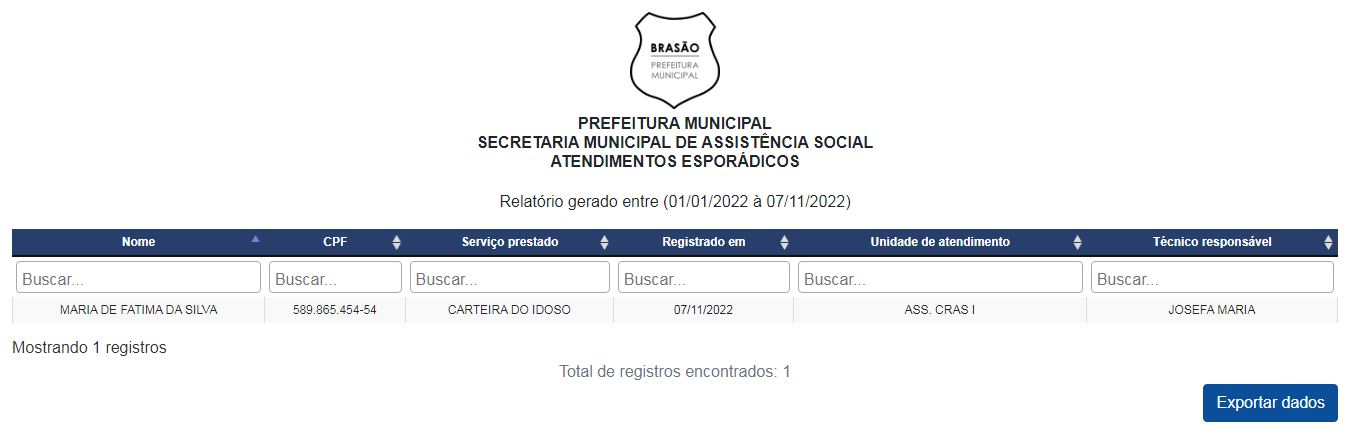 BRASÃO
PREFEITURA
MUNICIPAL
PREFEITURA MUNICIPAL
SECRETARIA MUNICIPAL DE ASSISTÊNCIA SOCIAL
ATENDIMENTOS ESPORÁDICOS
Relatório gerado entre (01/01/2022 à 07/11/2022)
Nome CPF Serviço prestado Registrado em Unidade de atendimento Técnico responsável
Buscar... Buscar... Buscar... Buscar... Buscar... Buscar...
MARIA DE FATIMA DA SILVA 589.865.454-54 CARTEIRA DO IDOSO 07/11/2022 ASS. CRAS I JOSEFA MARIA
Mostrando 1 registros
Total de registros encontrados: 1
Exportar dados